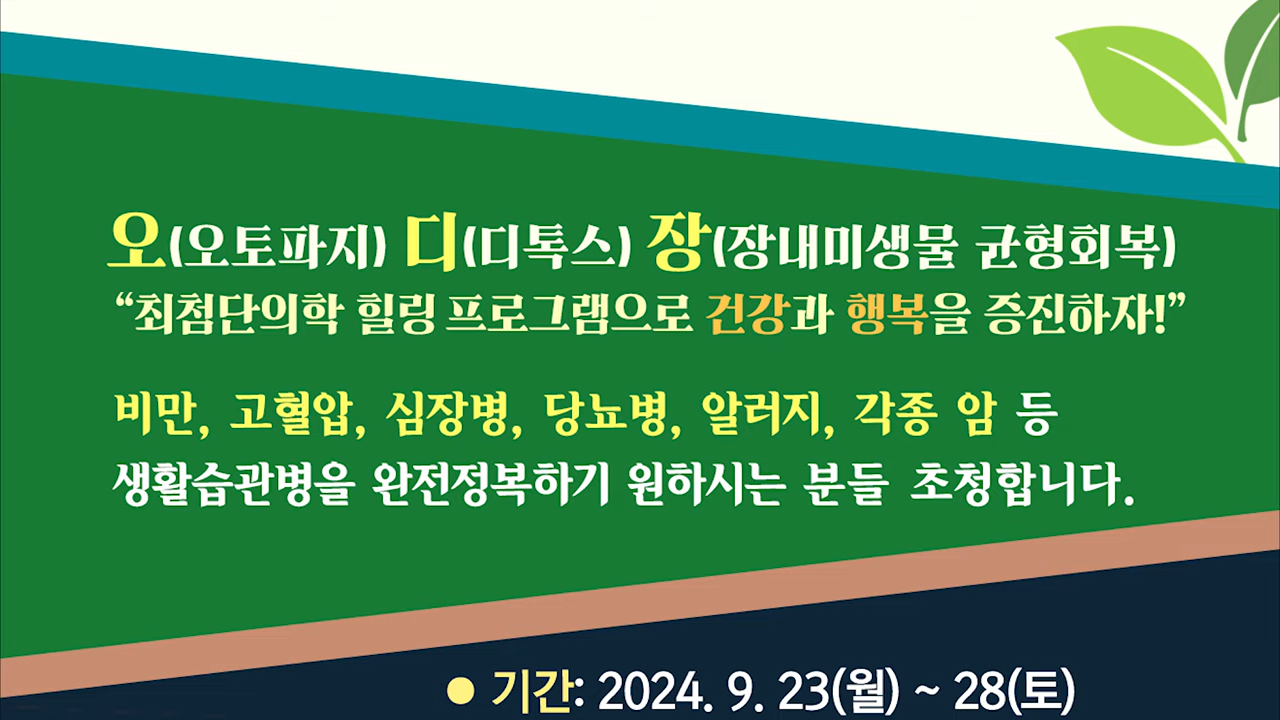 오(오토파지) 디(디톡스) 장(장내미생물 균형회복)
“최첨단의학 힐링 프로그램으로 건강과 행복을 증진하자!”
비만, 고혈압, 심장병, 당뇨병, 알러지, 각종 암 등
생활습관병을 완전정복하기 원하시는 분들 초청합니다.
● 기간: 2024. 9. 23(월) ~ 28(토)